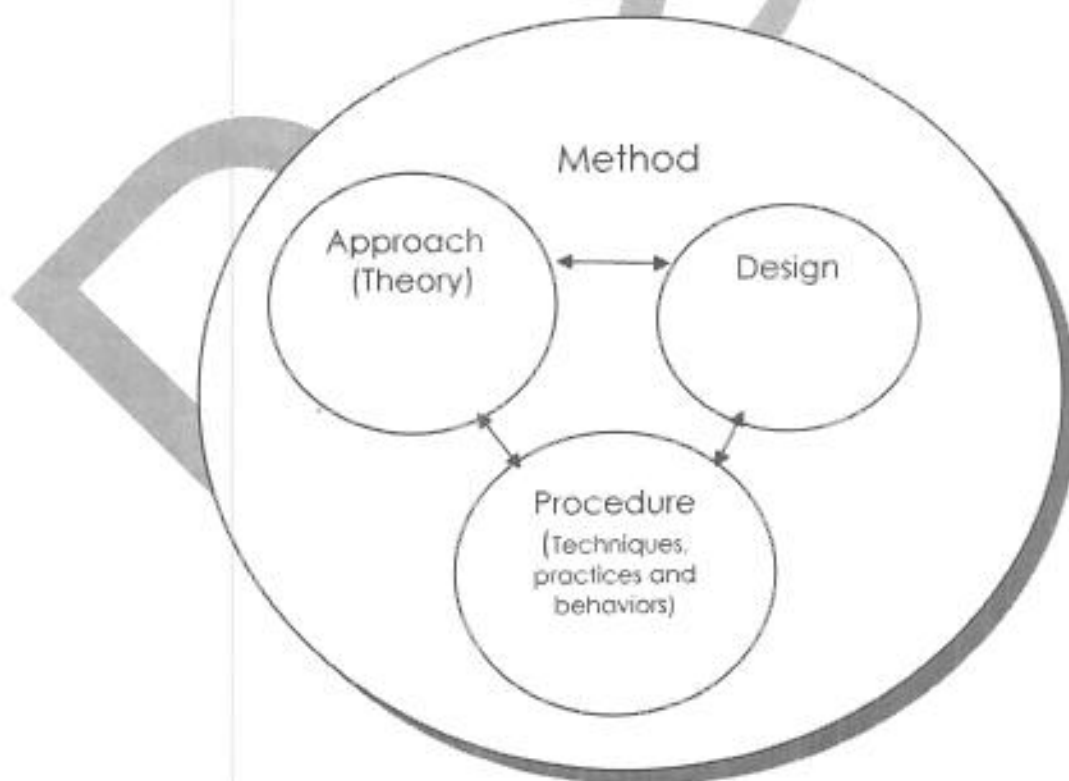 Method
Approach
(Theory)
Design
Procedure
(Techniques,
practices and
behaviors)